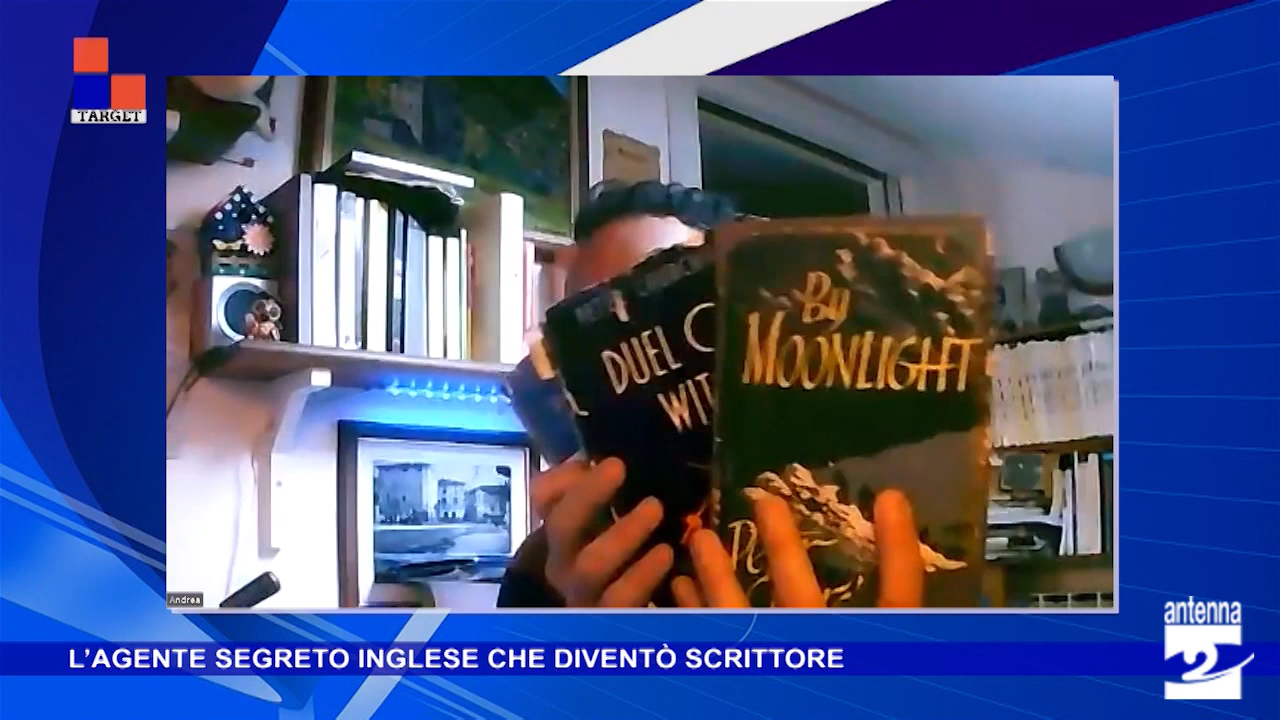 TARGET
By
MOONLIGHT
DUEL
WIT
Andrea
L'AGENTE SEGRETO INGLESE CHE DIVENTÒ SCRITTORE
antenna
2